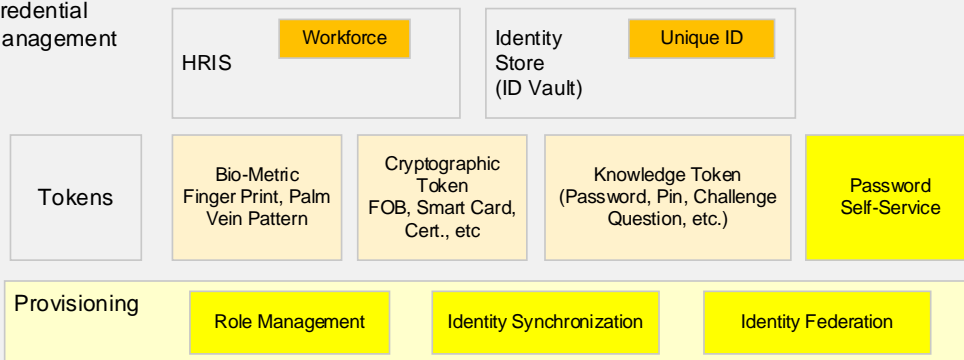 redential
anagement
HRIS
Workforce
Identity
Store
(ID Vault)
Unique ID
Tokens
Bio-Metric
Finger Print, Palm
Vein Pattern
Cryptographic
Token
FOB, Smart Card,
Cert., etc
Knowledge Token
(Password, Pin, Challenge
Question, etc.)
Password
Self-Service
Provisioning
Role Management
Identity Synchronization
Identity Federation